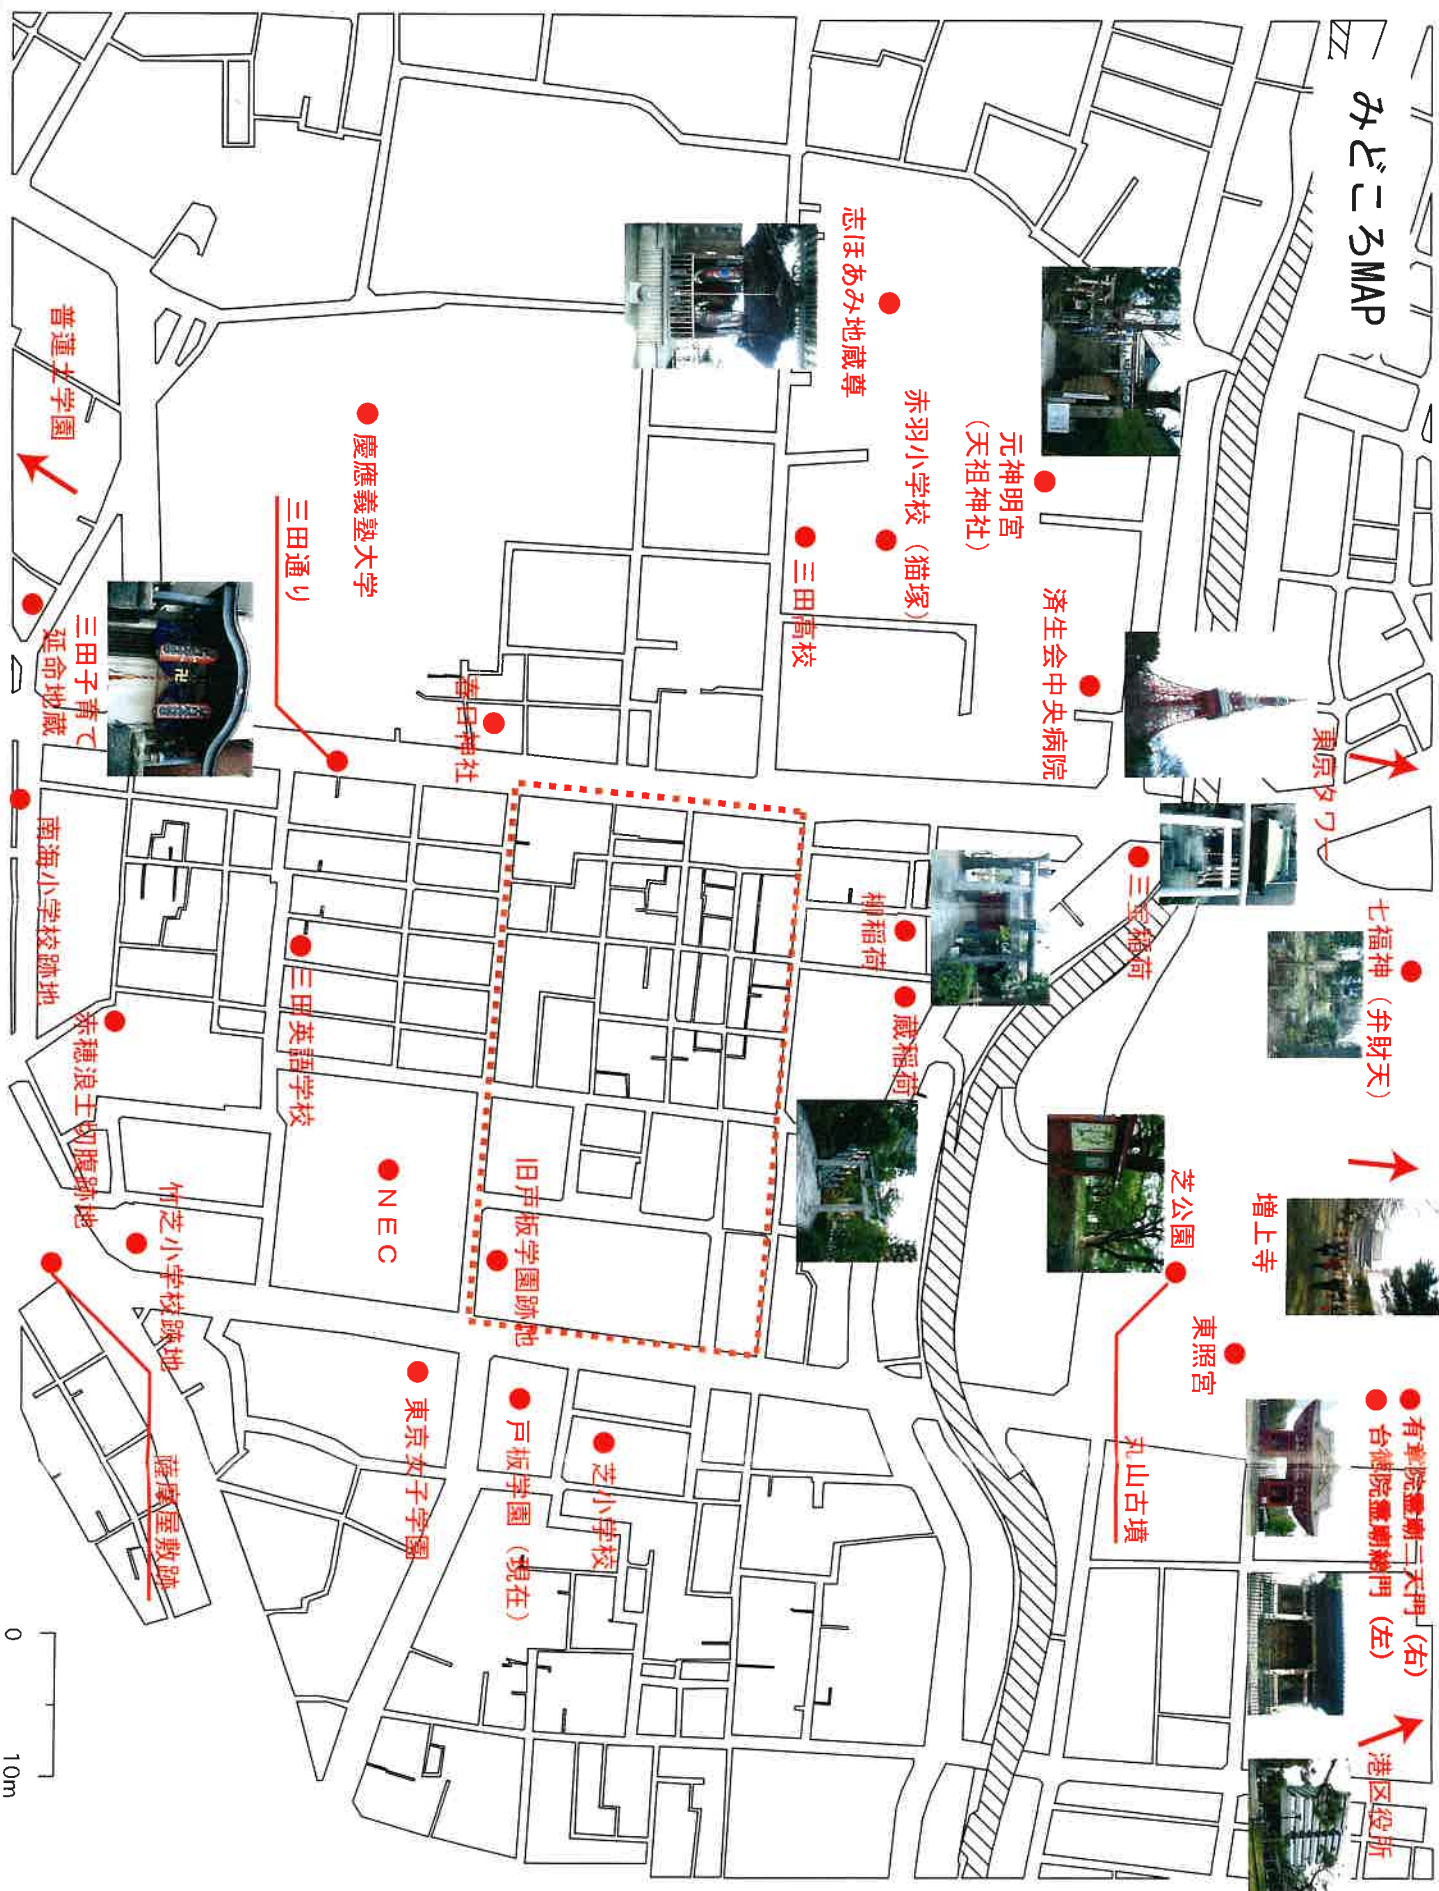 みどころMAP
東京タワー
七福神（弁財天）
増上寺
有章院霊廟二天門（右）
台徳院霊廟惣門（左）
港区役所
元神明宮
（天祖神社）
済生会中央病院
三宝稲荷
芝公園
東照宮
丸山古墳
志ほあみ地蔵尊
赤羽小学校（猫塚）
三田高校
柳稲荷
蔵稲荷
慶應義塾大学
三田通り
春日神社
三田英語学校
NEC
旧戸板学園跡地
東京女子学園
戸板学園（現在）
芝小学校
普連土学園
三田子育て
延命地蔵
南海小学校跡地
赤穂浪士切腹跡地
竹芝小学校跡地
薩摩屋敷跡
0 10m